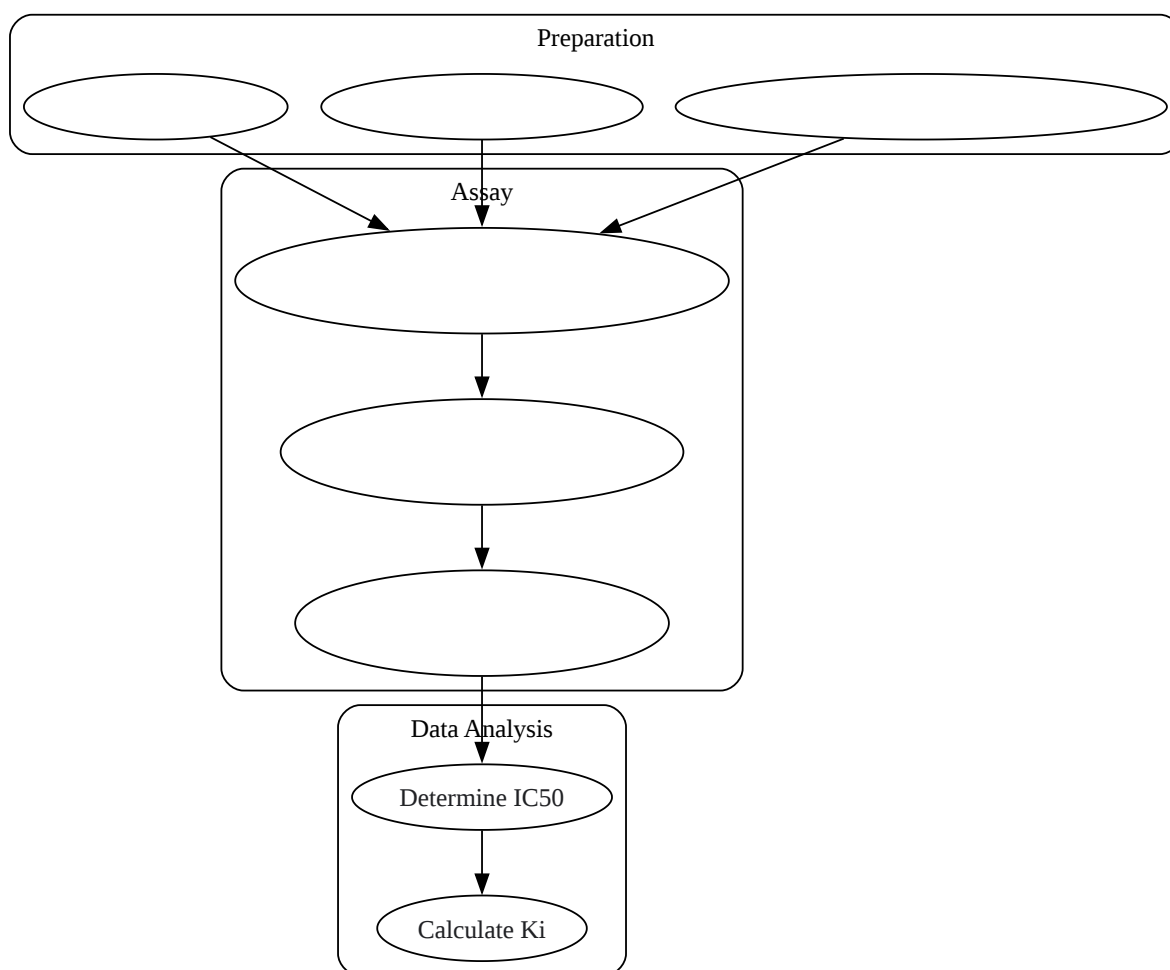 Preparation
Assay
Data Analysis
Determine IC50
Calculate Ki